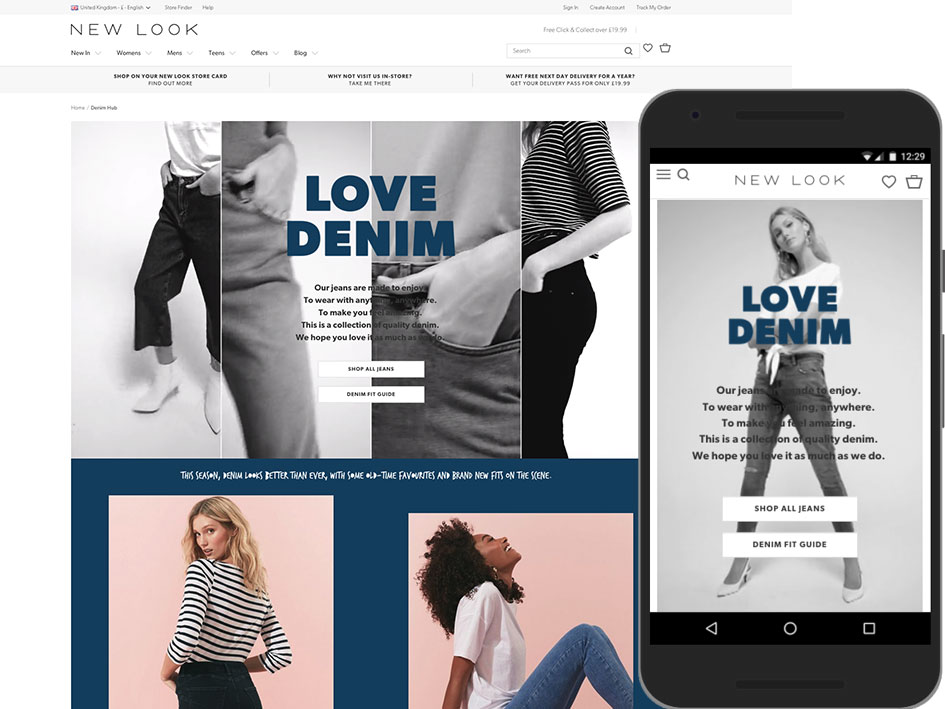 United Kingdom - £ - English
Store Finder
Help
Sign In
Create Account
Track My Order
NEW LOOK
Free Click & Collect over £19.99
New In
Womens
Mens
Teens
Offers
Blog
Search
SHOP ON YOUR NEW LOOK STORE CARD
FIND OUT MORE
WHY NOT VISIT US IN-STORE?
TAKE ME THERE
WANT FREE NEXT DAY DELIVERY FOR A YEAR?
GET YOUR DELIVERY PASS FOR ONLY £19.99
Home / Denim Hub
LOVE
DENIM
Our jeans are made to enjoy.
To wear with anything, anywhere.
To make you feel amazing.
This is a collection of quality denim.
We hope you love it as much as we do.
SHOP ALL JEANS
DENIM FIT GUIDE
THIS SEASON, DENIM LOOKS BETTER THAN EVER, WITH SOME OLD-TIME FAVOURITES AND BRAND NEW FITS ON THE SCENE.
12:29
NEW LOOK
LOVE
DENIM
Our jeans are made to enjoy.
To wear with anything, anywhere.
To make you feel amazing.
This is a collection of quality denim.
We hope you love it as much as we do.
SHOP ALL JEANS
DENIM FIT GUIDE